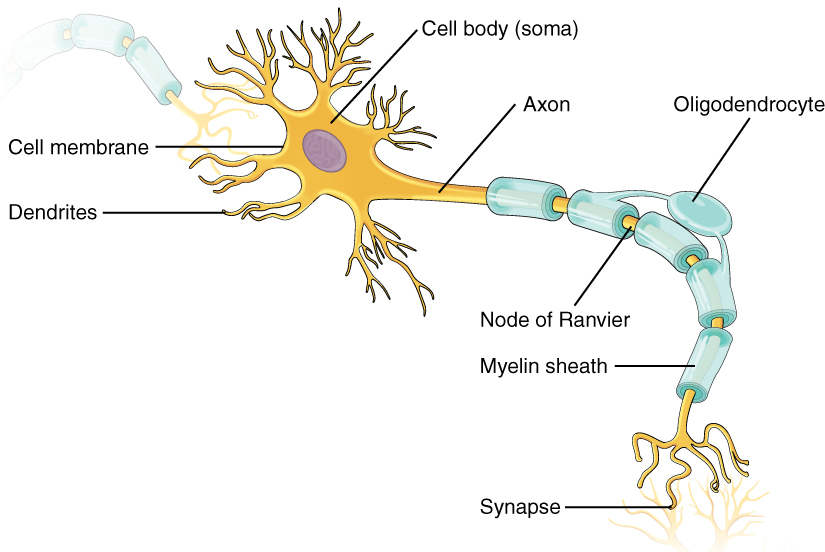 Cell body (soma)
Axon
Oligodendrocyte
Cell membrane
Dendrites
Node of Ranvier
Myelin sheath
Synapse